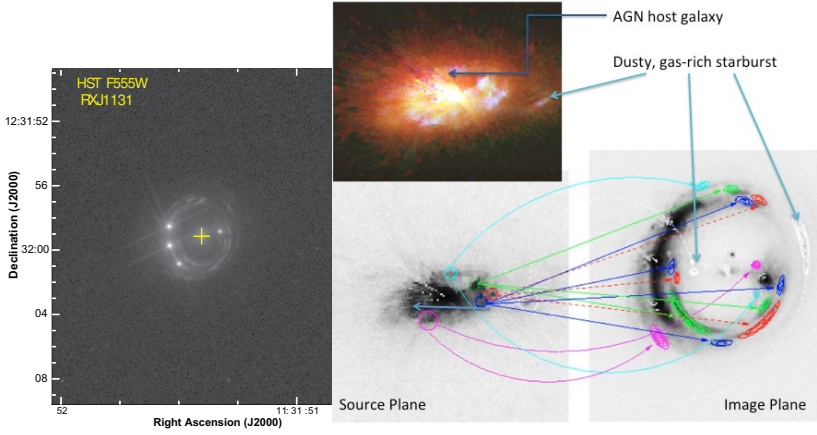 HST F555W
RXJ1131
Declination (J2000)
12:31:52
56
32:00
04
08
52
11:31:51
Right Ascension (J2000)
AGN host galaxy
Dusty, gas-rich starburst
Source Plane
Image Plane